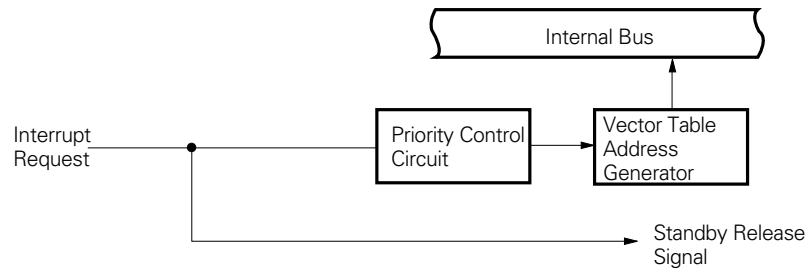 Internal Bus
Interrupt
Request
Priority Control
Circuit
Vector Table
Address
Generator
Standby Release
Signal